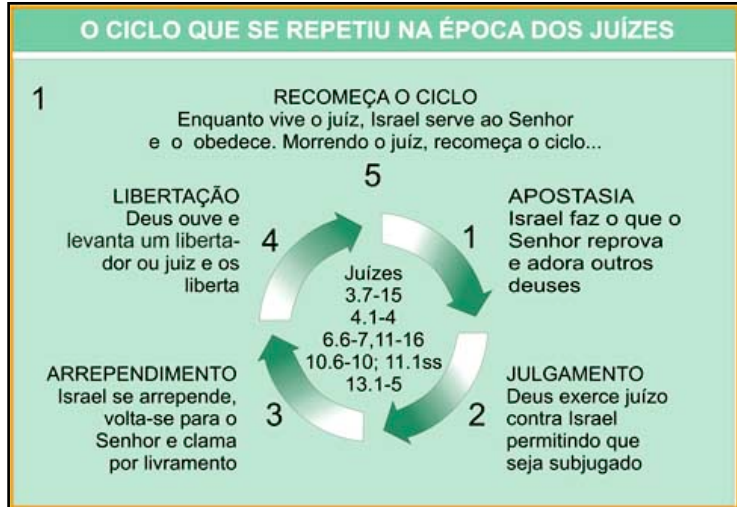 O CICLO QUE SE REPETIU NA ÉPOCA DOS JUÍZES
1
RECOMEÇA O CICLO
Enquanto vive o juíz, Israel serve ao Senhor
e o obedece. Morrendo o juíz, recomeça o ciclo...
5
APOSTASIA
Israel faz o que o
Senhor reprova
e adora outros
deuses
1
JULGAMENTO
Deus exerce juízo
contra Israel
permitindo que
seja subjugado
2
ARREPENDIMENTO
Israel se arrepende,
volta-se para o
Senhor e clama
por livramento
3
LIBERTAÇÃO
Deus ouve e
levanta um liberta-
dor ou juiz e os
liberta
4
Juízes
3.7-15
4.1-4
6.6-7,11-16
10.6-10; 11.1ss
13.1-5